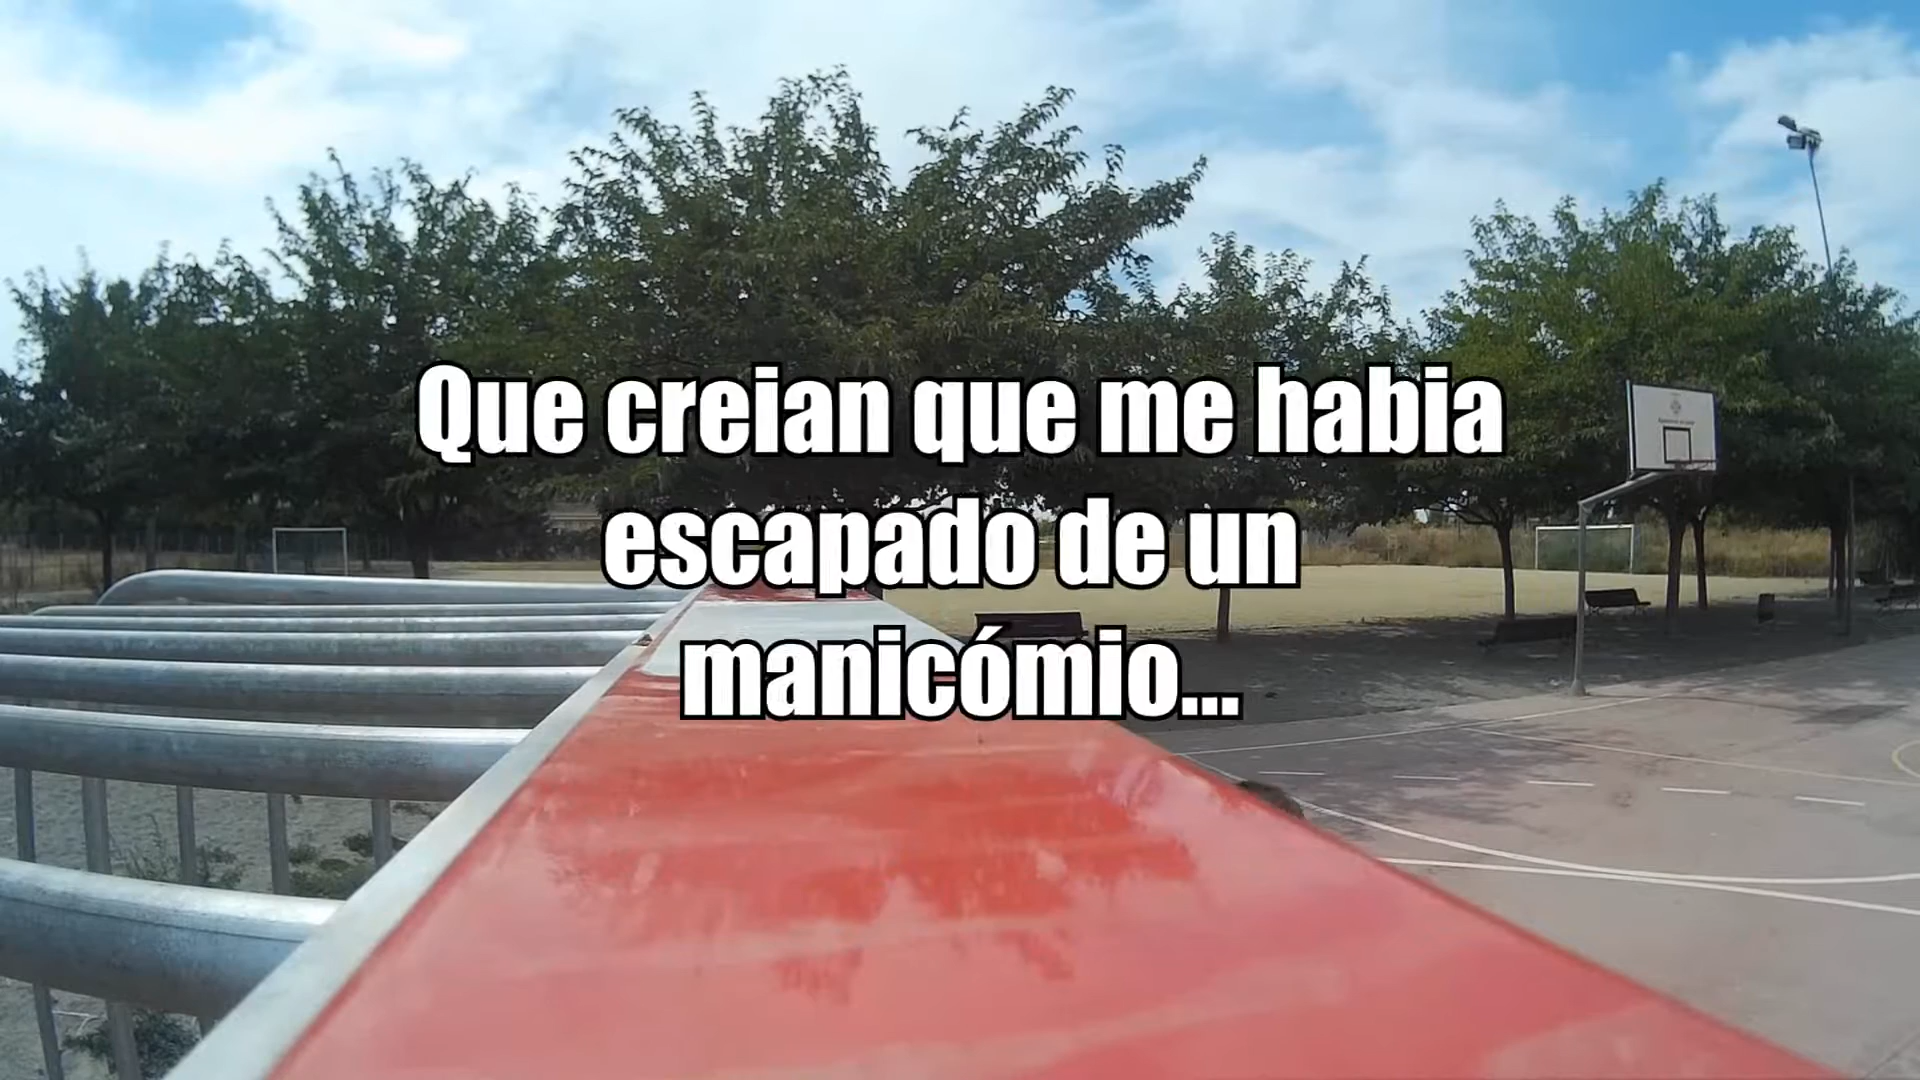 Que creian que me habia
escapado de un
manicómio...